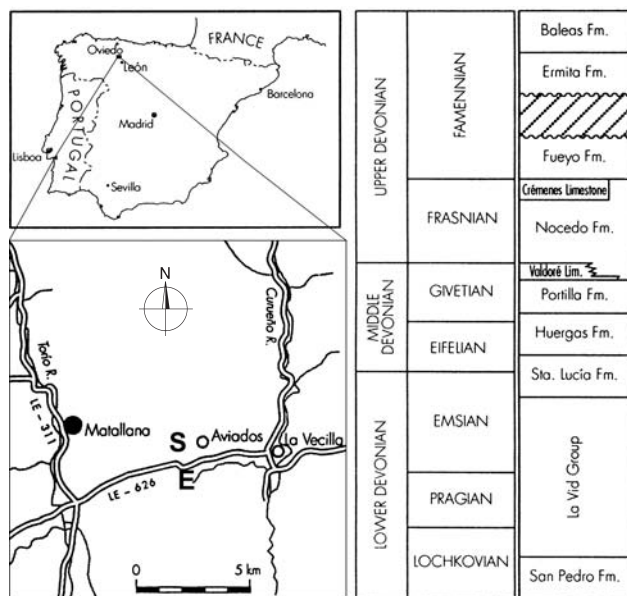 FRANCE
Oviedo
León
Barcelona
PORTUGAL
Madrid
Lisboa
Sevilla
N
Torío R.
Curueño R.
LE - 311
Matallana
S
Aviados
La Vecilla
E
LE - 626
0 5 km
UPPER DEVONIAN
MIDDLE DEVONIAN
LOWER DEVONIAN
FAMENNIAN
FRASNIAN
GIVETIAN
EIFELIAN
EMSIAN
PRAGIAN
LOCHKOVIAN
Baleas Fm.
Ermita Fm.
Fueyo Fm.
Crémenes Limestone
Nocedo Fm.
Valdoré Lim.
Portilla Fm.
Huergas Fm.
Sta. Lucía Fm.
La Vid Group
San Pedro Fm.